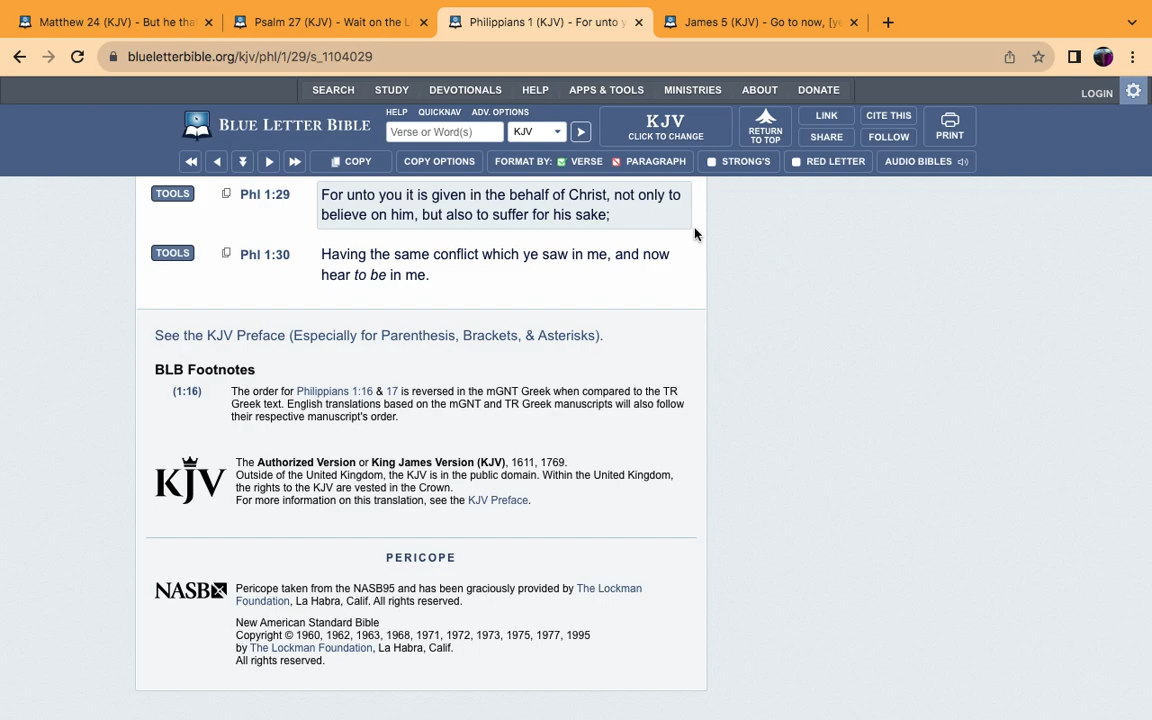 Matthew 24 (KJV) - But he tha
Psalm 27 (KJV) - Wait on the L
Philippians 1 (KJV) - For unto y
James 5 (KJV) - Go to now, [ye
blueletterbible.org/kjv/phl/1/29/s_1104029
SEARCH STUDY DEVOTIONALS HELP APPS & TOOLS MINISTRIES ABOUT DONATE LOGIN
BLUE LETTER BIBLE
HELP QUICKNAV ADV. OPTIONS
Verse or Word(s) KJV
KJV
CLICK TO CHANGE
RETURN
TO TOP
LINK CITE THIS
SHARE FOLLOW
PRINT
COPY COPY OPTIONS FORMAT BY: VERSE PARAGRAPH STRONG'S RED LETTER AUDIO BIBLES
TOOLS Phl 1:29 For unto you it is given in the behalf of Christ, not only to
believe on him, but also to suffer for his sake;
TOOLS Phl 1:30 Having the same conflict which ye saw in me, and now
hear to be in me.
See the KJV Preface (Especially for Parenthesis, Brackets, & Asterisks).
BLB Footnotes
(1:16) The order for Philippians 1:16 & 17 is reversed in the mGNT Greek when compared to the TR
Greek text. English translations based on the mGNT and TR Greek manuscripts will also follow
their respective manuscript's order.
KJV
The Authorized Version or King James Version (KJV), 1611, 1769.
Outside of the United Kingdom, the KJV is in the public domain. Within the United Kingdom,
the rights to the KJV are vested in the Crown.
For more information on this translation, see the KJV Preface.
PERICOPE
NASB
Pericope taken from the NASB95 and has been graciously provided by The Lockman
Foundation, La Habra, Calif. All rights reserved.
New American Standard Bible
Copyright © 1960, 1962, 1963, 1968, 1971, 1972, 1973, 1975, 1977, 1995
by The Lockman Foundation, La Habra, Calif.
All rights reserved.